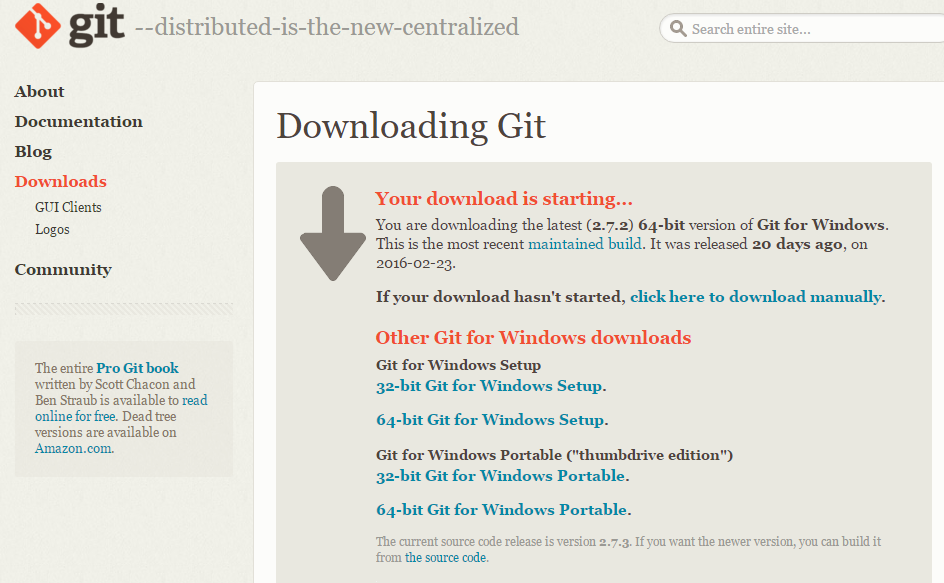 git --distributed-is-the-new-centralized
Search entire site...
About
Documentation
Blog
Downloads
GUI Clients
Logos
Community
The entire Pro Git book
written by Scott Chacon and
Ben Straub is available to read
online for free. Dead tree
versions are available on
Amazon.com.
Downloading Git
Your download is starting...
You are downloading the latest (2.7.2) 64-bit version of Git for Windows.
This is the most recent maintained build. It was released 20 days ago, on
2016-02-23.
If your download hasn't started, click here to download manually.
Other Git for Windows downloads
Git for Windows Setup
32-bit Git for Windows Setup.
64-bit Git for Windows Setup.
Git for Windows Portable ("thumbdrive edition")
32-bit Git for Windows Portable.
64-bit Git for Windows Portable.
The current source code release is version 2.7.3. If you want the newer version, you can build it
from the source code.